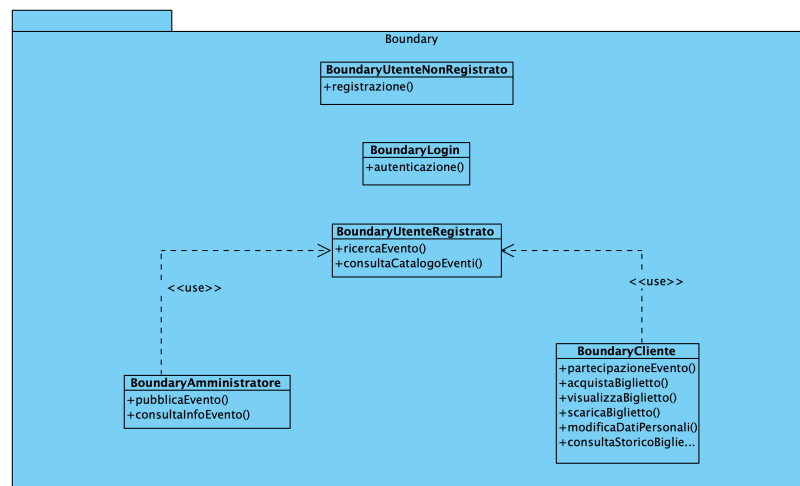 Boundary
BoundaryUtenteNonRegistrato
+registrazione()
BoundaryLogin
+autenticazione()
BoundaryUtenteRegistrato
+ricercaEvento()
+consultaCatalogoEventi()
<<use>>
<<use>>
BoundaryAmministratore
+pubblicaEvento()
+consultaInfoEvento()
BoundaryCliente
+partecipazioneEvento()
+acquistaBiglietto()
+visualizzaBiglietto()
+scaricaBiglietto()
+modificaDatiPersonali()
+consultaStoricoBiglie...